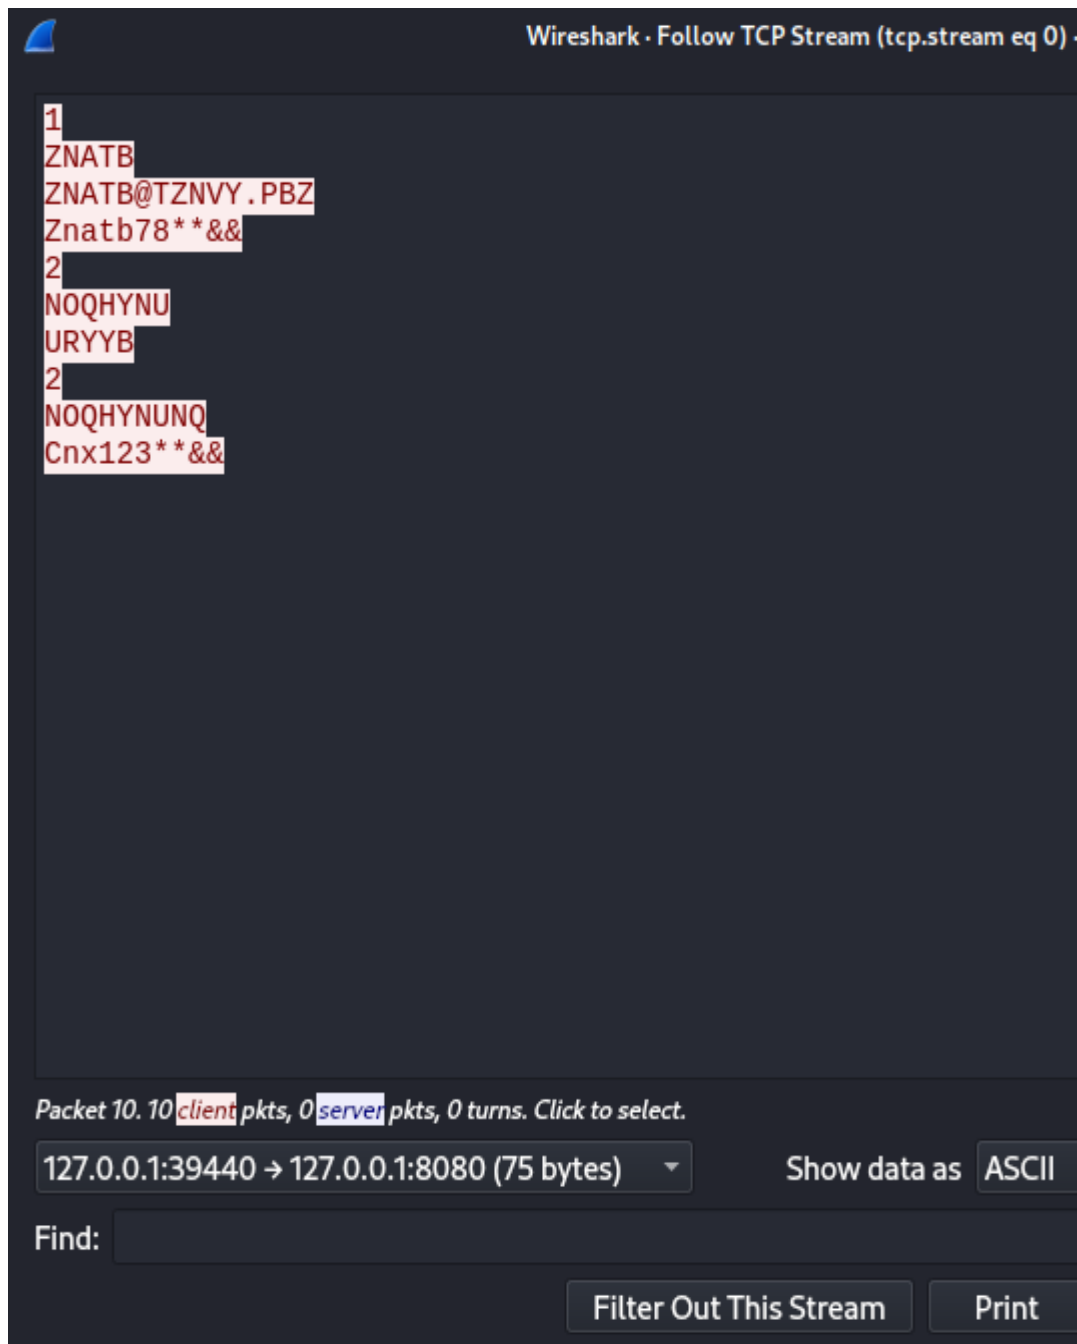 Wireshark · Follow TCP Stream (tcp.stream eq 0) ·
1
ZNATB
ZNATB@TZNVY.PBZ
Znatb78**&&
2
NOQHYNU
URYYB
2
NOQHYNUNQ
Cnx123**&&
Packet 10. 10 client pkts, 0 server pkts, 0 turns. Click to select.
127.0.0.1:39440 → 127.0.0.1:8080 (75 bytes)
Show data as ASCII
Find:
Filter Out This Stream
Print